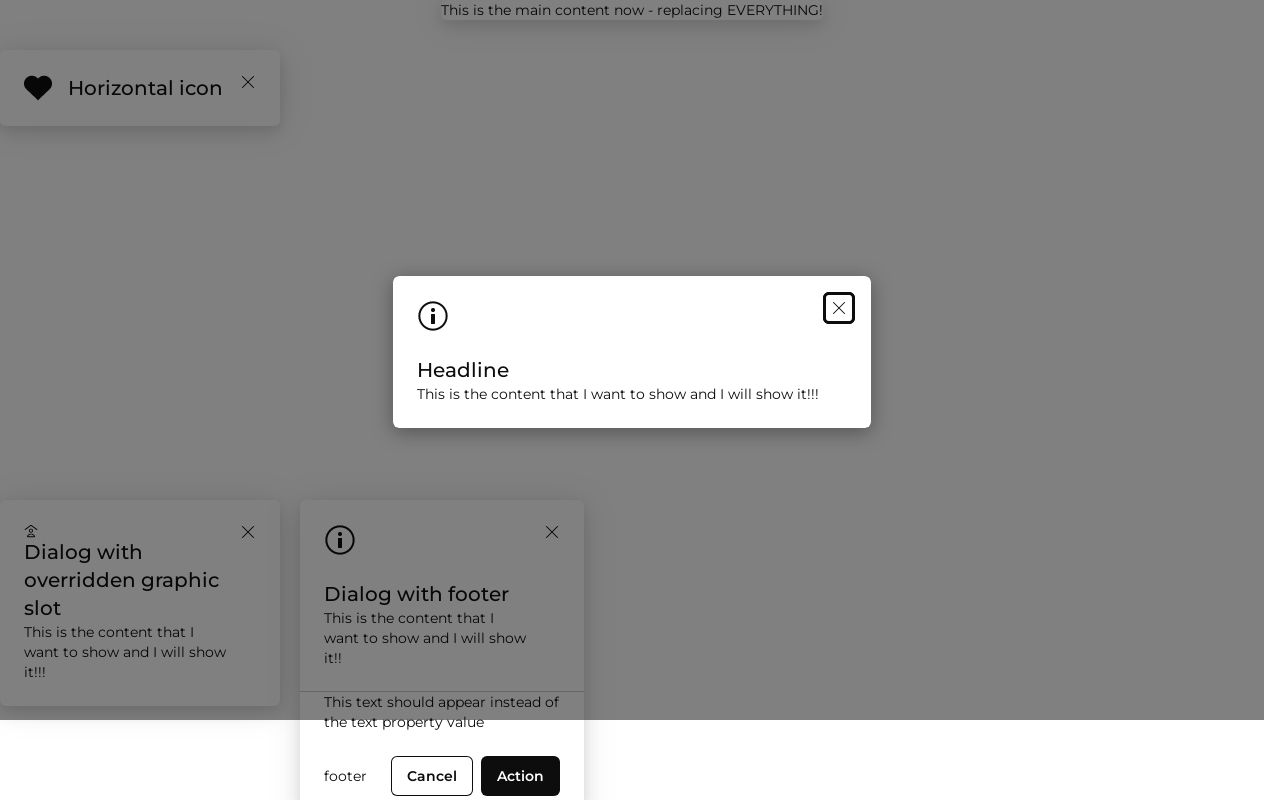 This is the main content now - replacing EVERYTHING!
Horizontal icon
Headline
This is the content that I want to show and I will show it!!!
Dialog with
overridden graphic
slot
This is the content that I
want to show and I will show
it!!!
Dialog with footer
This is the content that I
want to show and I will show
it!!
This text should appear instead of
the text property value
footer
Cancel
Action